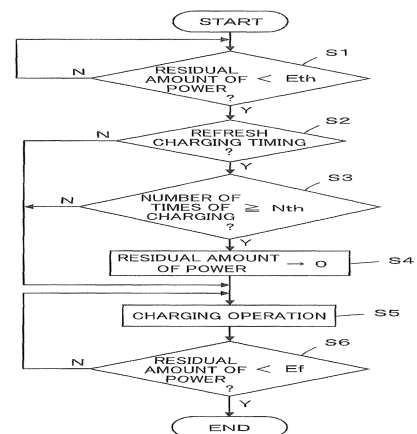 START
S1
RESIDUAL
AMOUNT OF < Eth
POWER
?
N
Y
S2
REFRESH
CHARGING TIMING
?
N
Y
S3
NUMBER OF
TIMES OF ≧ Nth
CHARGING
?
N
Y
RESIDUAL AMOUNT
OF POWER → 0
S4
CHARGING OPERATION
S5
S6
RESIDUAL
AMOUNT OF < Ef
POWER
?
N
Y
END